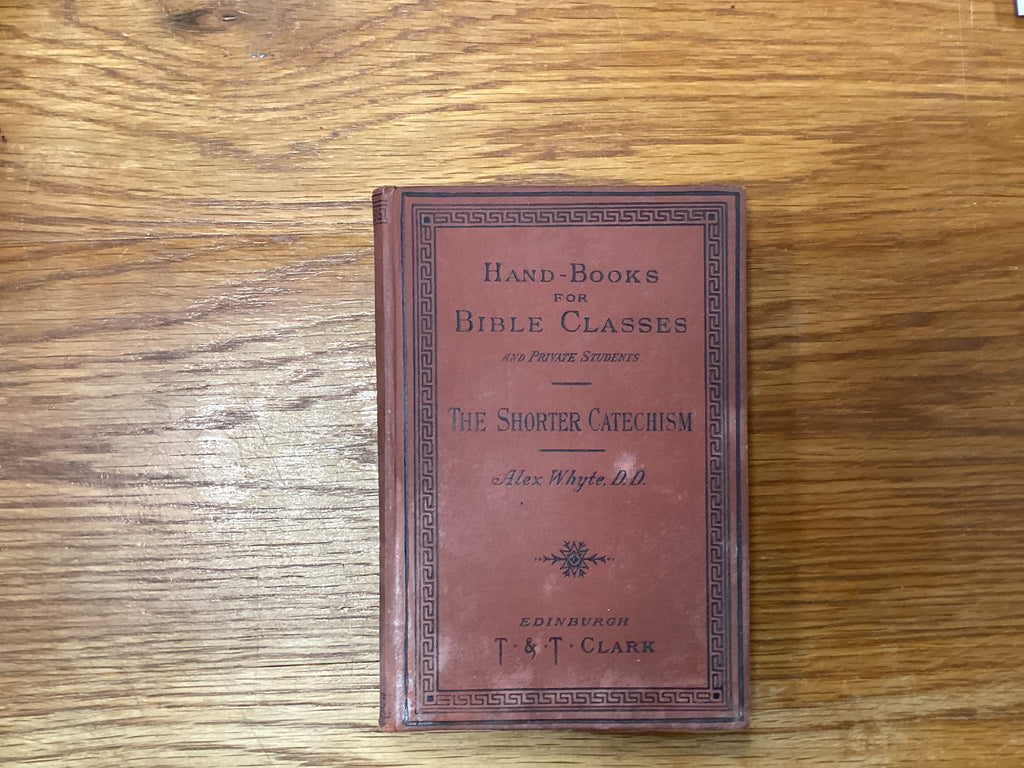 HAND-BOOKS
FOR
BIBLE CLASSES
AND PRIVATE STUDENTS.
THE SHORTER CATECHISM
Alex Whyte, D.D.
EDINBURGH
T·&·T·CLARK